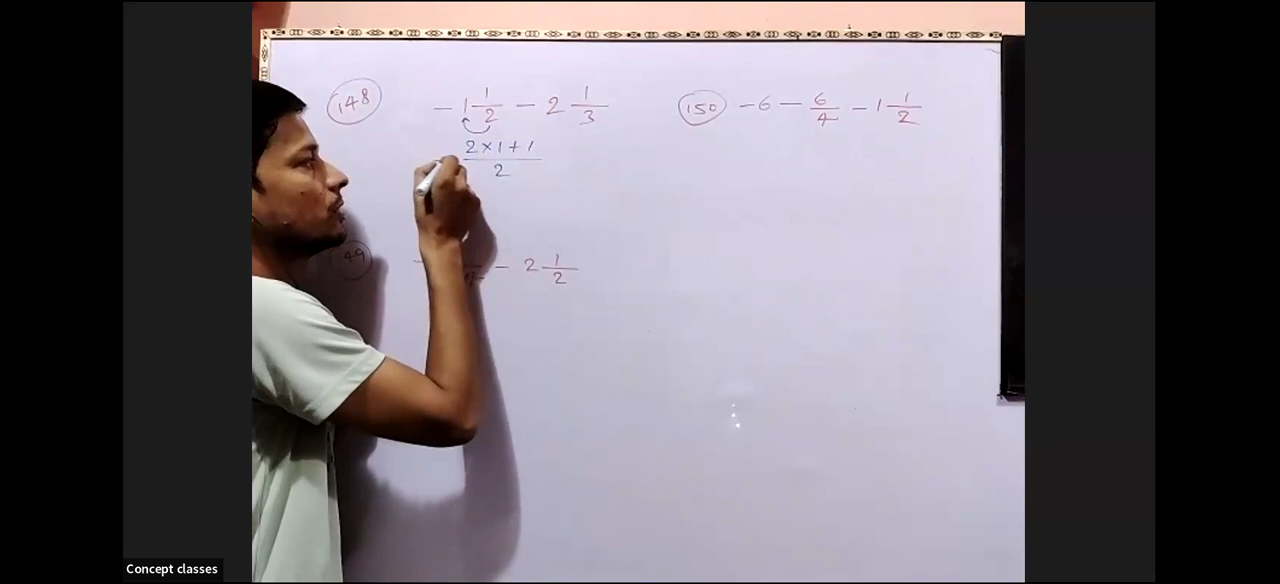 148 - 1 1/2 - 2 1/3
2 × 1 + 1 / 2
49 - 2 1/2
150 - 6 - 6/4 - 1 1/2
Concept classes